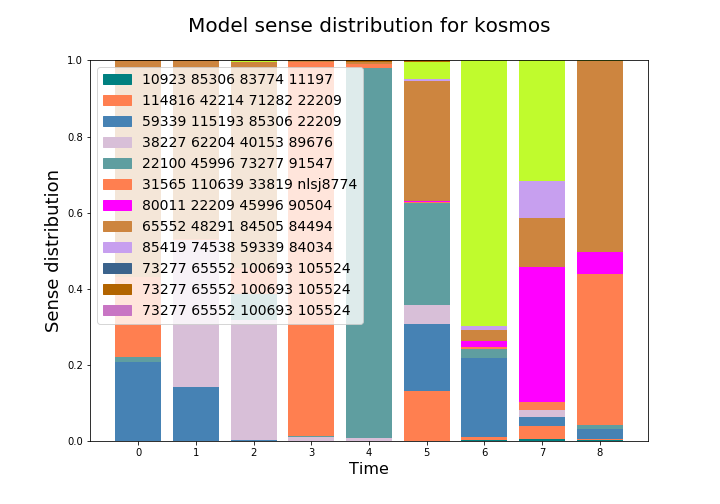 Model sense distribution for kosmos
1.0
0.8
0.6
0.4
0.2
0.0
Sense distribution
10923 85306 83774 11197
114816 42214 71282 22209
59339 115193 85306 22209
38227 62204 40153 89676
22100 45996 73277 91547
31565 110639 33819 nlsj8774
80011 22209 45996 90504
65552 48291 84505 84494
85419 74538 59339 84034
73277 65552 100693 105524
73277 65552 100693 105524
73277 65552 100693 105524
0 1 2 3 4 5 6 7 8
Time